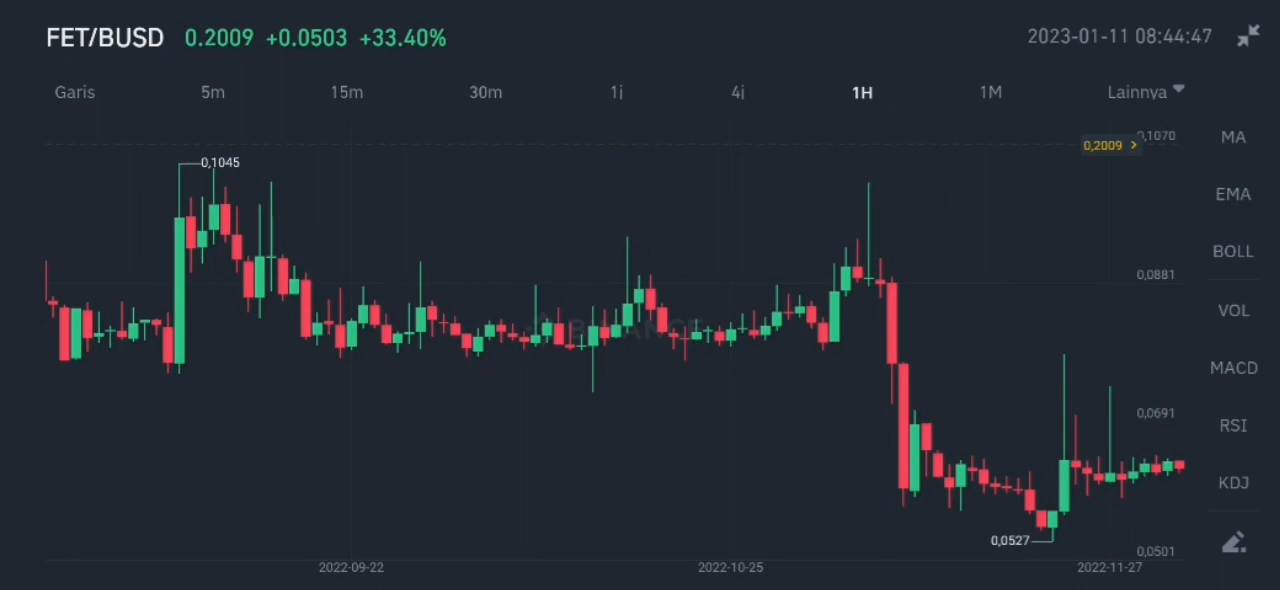 FET/BUSD 0.2009 +0.0503 +33.40% 2023-01-11 08:44:47
Garis 5m 15m 30m 1j 4j 1H 1M Lainnya
0,1070
MA
0,2009
0,1045
EMA
BOLL
0,0881
VOL
BINANCE
MACD
0,0691
RSI
KDJ
0,0527
0,0501
2022-09-22 2022-10-25 2022-11-27